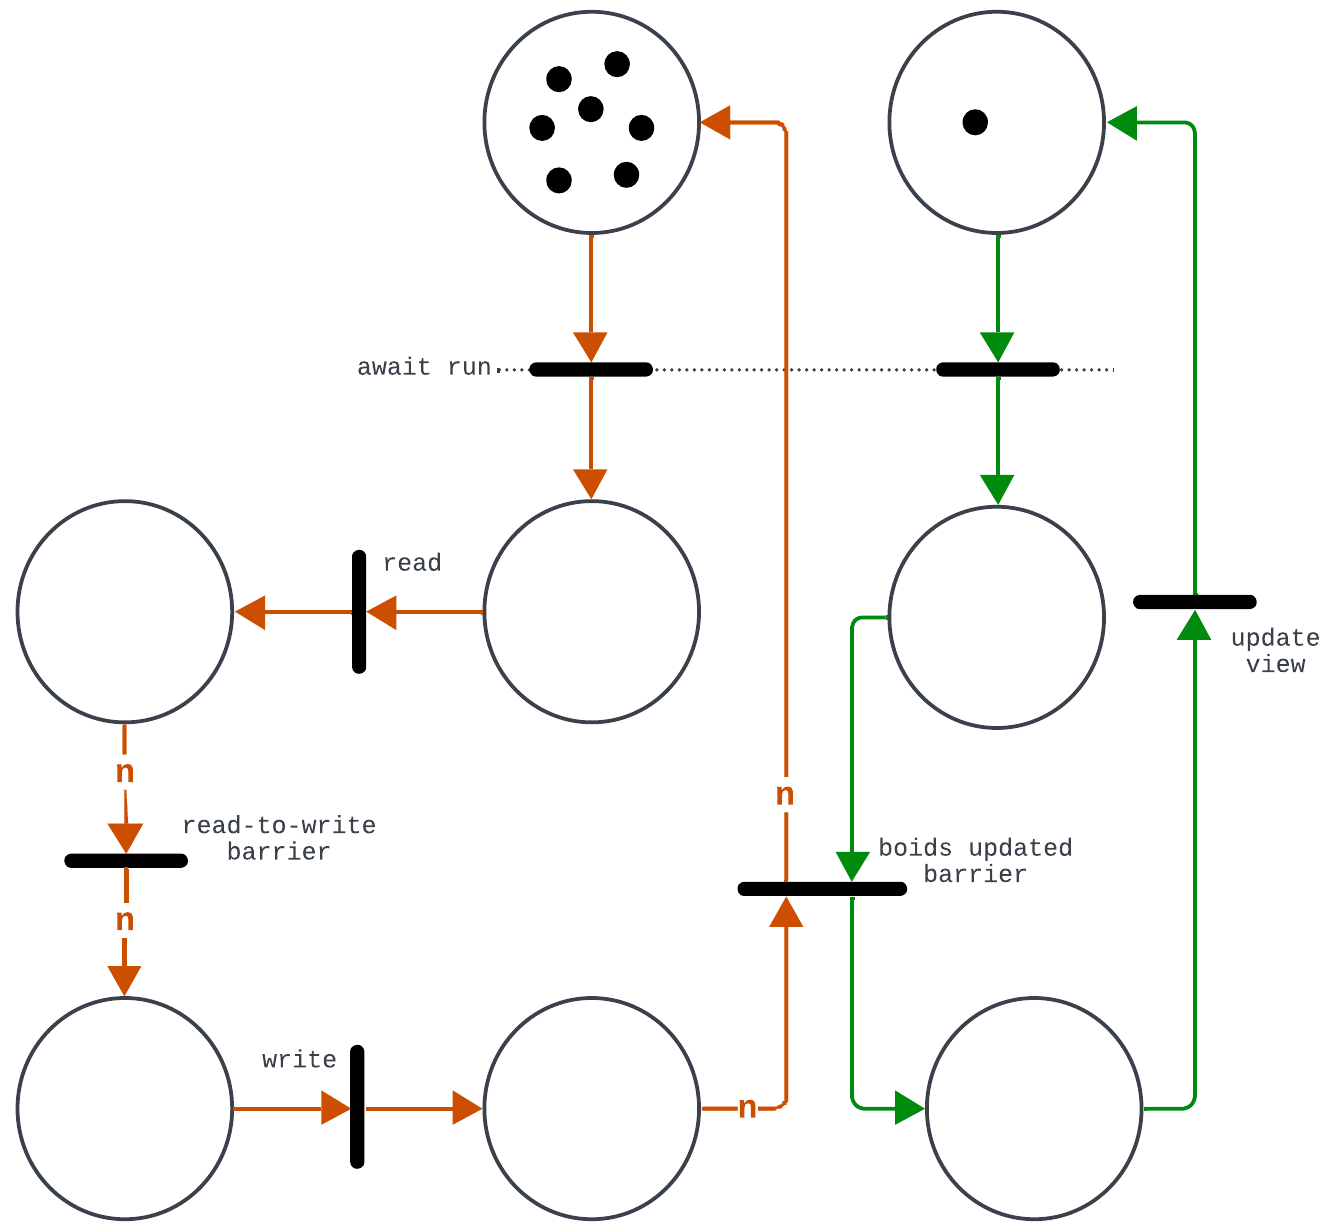 await run
read
update
view
n
n
read-to-write
barrier
boids updated
barrier
n
write
n